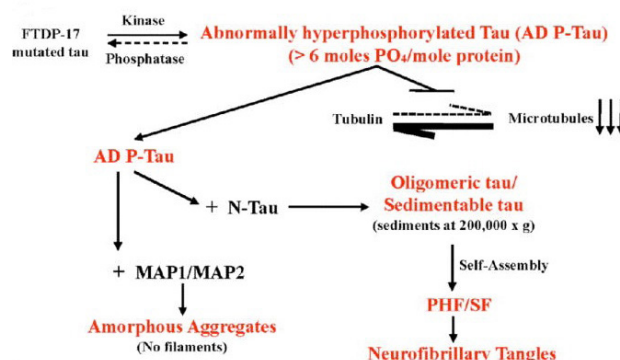 Kinase
FTDP-17
mutated tau
Phosphatase
Abnormally hyperphosphorylated Tau (AD P-Tau)
(> 6 moles PO₄/mole protein)
Tubulin
Microtubules
AD P-Tau
+ N-Tau
Oligomeric tau/
Sedimentable tau
(sediments at 200,000 x g)
+ MAP1/MAP2
Self-Assembly
Amorphous Aggregates
(No filaments)
PHF/SF
Neurofibrillary Tangles